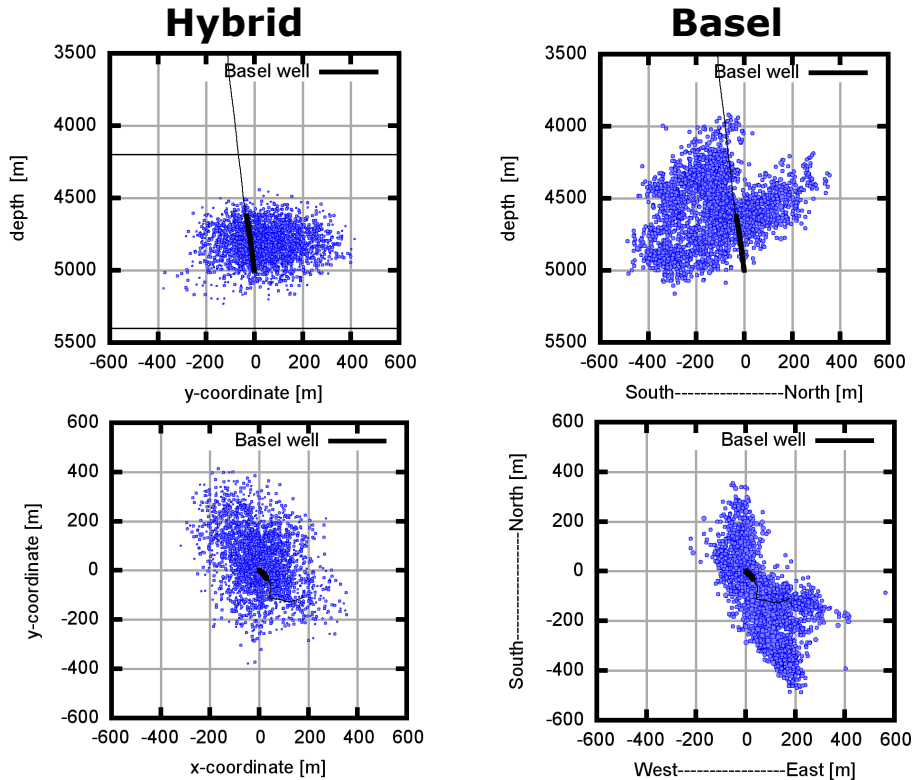 Hybrid
Basel
3500
4000
4500
5000
5500
depth [m]
Basel well
-600 -400 -200 0 200 400 600
y-coordinate [m]
3500
4000
4500
5000
5500
depth [m]
Basel well
-600 -400 -200 0 200 400 600
South-----------------North [m]
600
400
200
0
-200
-400
-600
y-coordinate [m]
Basel well
-600 -400 -200 0 200 400 600
x-coordinate [m]
600
400
200
0
-200
-400
-600
South-----------------North [m]
Basel well
-600 -400 -200 0 200 400 600
West-----------------East [m]